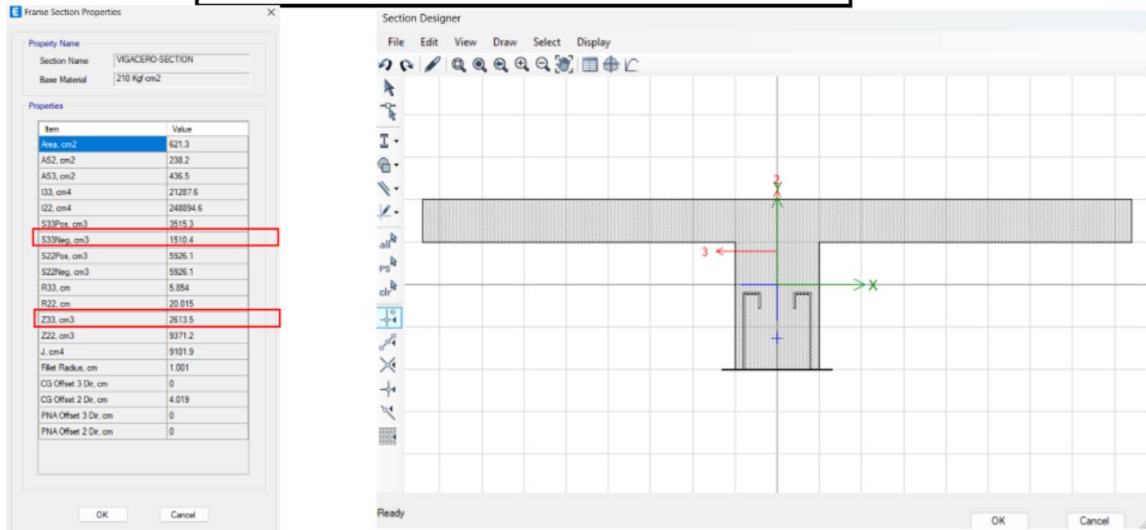 Frame Section Properties
Property Name
Section Name VIGACERO-SECTION
Base Material 210 Kgf-cm2
Properties
Item Value
Area, cm2 621.3
AS2, cm2 238.2
AS3, cm2 436.5
I33, cm4 21287.6
I22, cm4 248894.6
S33Pos, cm3 3515.3
S33Neg, cm3 1510.4
S22Pos, cm3 5926.1
S22Neg, cm3 5926.1
R33, cm 5.854
R22, cm 20.015
Z33, cm3 2613.5
Z22, cm3 9371.2
J, cm4 9101.9
Fillet Radius, cm 1.001
CG Offset 3 Dir, cm 0
CG Offset 2 Dir, cm 4.019
PNA Offset 3 Dir, cm 0
PNA Offset 2 Dir, cm 0
OK Cancel
Section Designer
File Edit View Draw Select Display
all
PS
clr
2
Y
3
X
Ready
OK Cancel